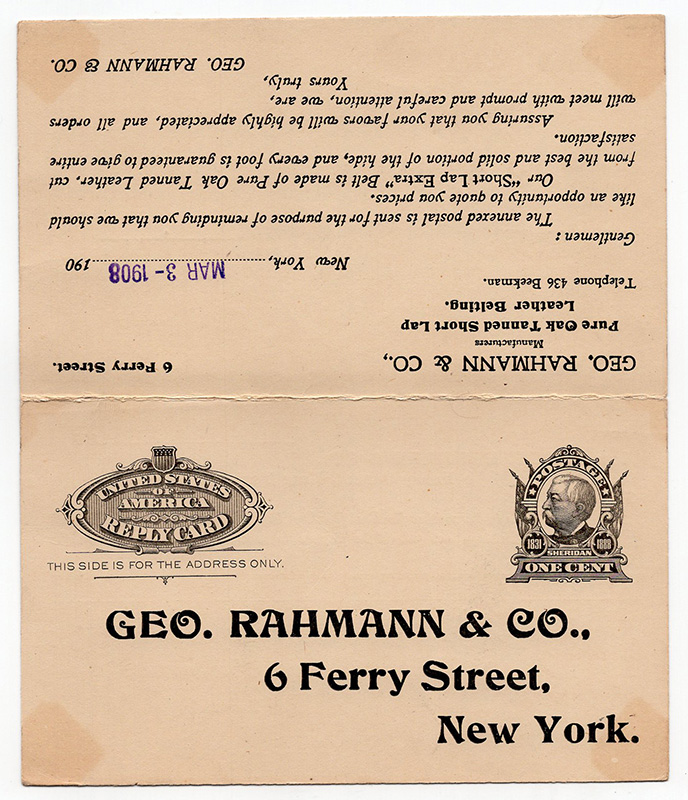 GEO. RAHMANN & CO.,
6 Ferry Street.
Manufacturers
Pure Oak Tanned Short Lap
Leather Belting.
Telephone 436 Beekman.
New York, MAR 3-1908 190
Gentlemen :
The annexed postal is sent for the purpose of reminding you that we should
like an opportunity to quote you prices.
Our “Short Lap Extra” Belt is made of Pure Oak Tanned Leather, cut
from the best and solid portion of the hide, and every foot is guaranteed to give entire
satisfaction.
Assuring you that your favors will be highly appreciated, and all orders
will meet with prompt and careful attention, we are,
Yours truly,
GEO. RAHMANN & CO.
UNITED STATES
OF
AMERICA
REPLY CARD
THIS SIDE IS FOR THE ADDRESS ONLY.
POSTAGE
1831 1888
SHERIDAN
ONE CENT
GEO. RAHMANN & CO.,
6 Ferry Street,
New York.